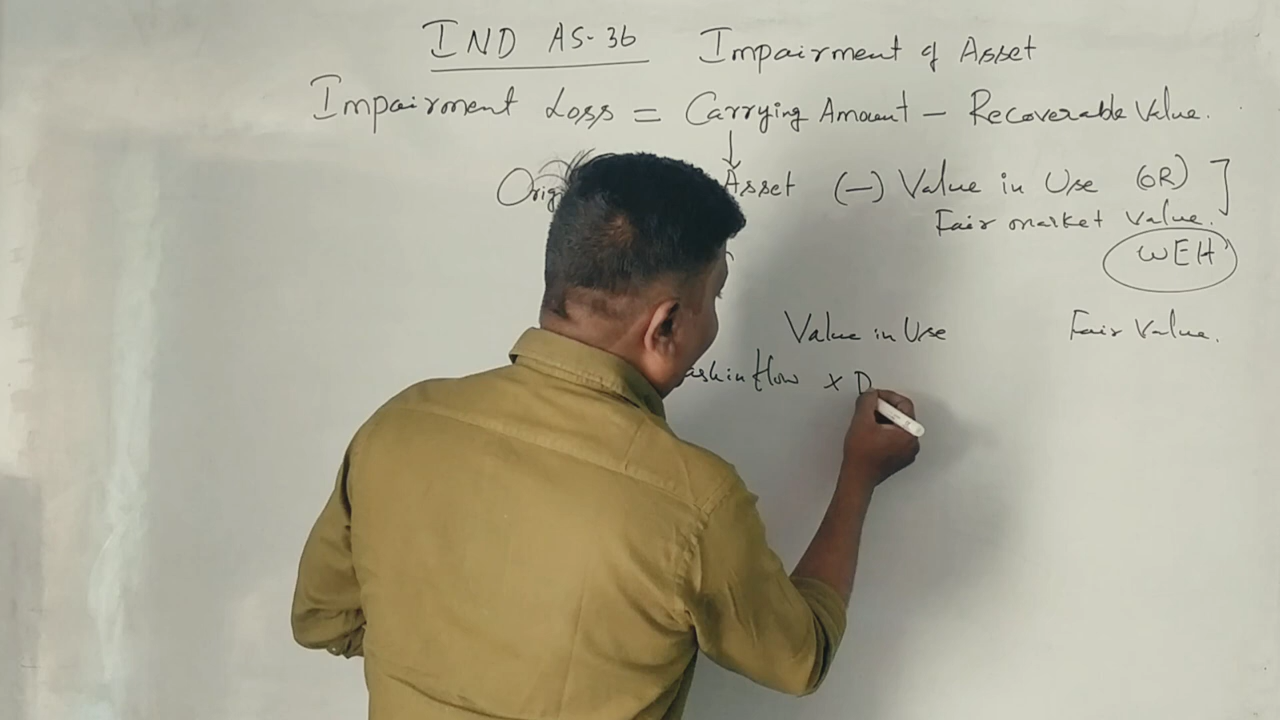 IND AS-36 Impairment of Asset
Impairment Loss = Carrying Amount – Recoverable Value.
Asset (–) Value in Use (OR)
Fair market value.
WEH
Value in Use Fair Value.
x D